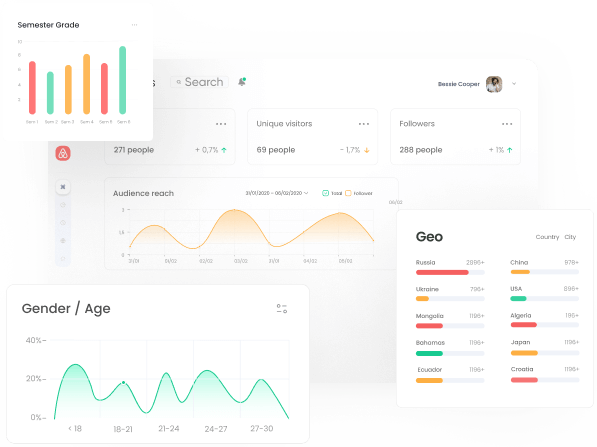 Semester Grade
10
8
6
4
2
Sem 1 Sem 2 Sem 3 Sem 4 Sem 5 Sem 6
Search
Bessie Cooper
271 people + 0,7%
Unique visitors
69 people - 1,7%
Followers
288 people + 1%
Audience reach
31/01/2020 – 06/02/2020
Total
Follower
06/02
3
1,5
0
31/01 01/02 02/02 03/02 04/02 05/02
Geo
Country City
Russia 2696+
Ukraine 796+
Mongolia 1186+
Bahamas 1196+
Ecuador 1196+
China 976+
USA 696+
Algeria 196+
Japan 1196+
Croatia 1196+
Gender / Age
40%
20%
0%
< 18 18–21 21–24 24–27 27–30